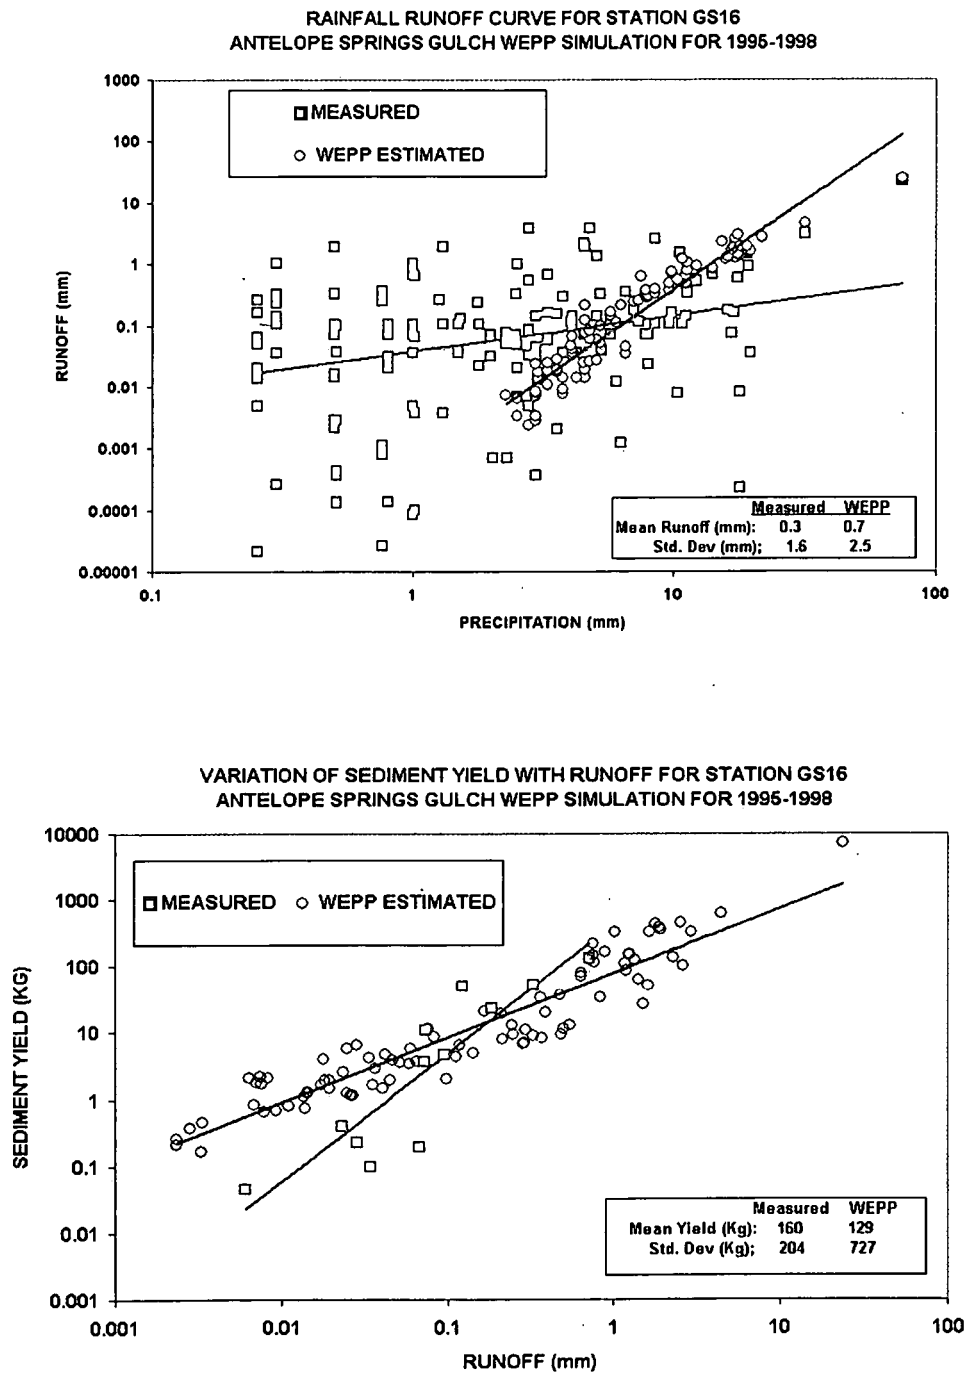 RAINFALL RUNOFF CURVE FOR STATION GS16
ANTELOPE SPRINGS GULCH WEPP SIMULATION FOR 1995-1998
1000
100
10
1
0.1
0.01
0.001
0.0001
0.00001
RUNOFF (mm)
MEASURED
WEPP ESTIMATED
Measured WEPP
Mean Runoff (mm): 0.3 0.7
Std. Dev (mm); 1.6 2.5
0.1 1 10 100
PRECIPITATION (mm)
VARIATION OF SEDIMENT YIELD WITH RUNOFF FOR STATION GS16
ANTELOPE SPRINGS GULCH WEPP SIMULATION FOR 1995-1998
10000
1000
100
10
1
0.1
0.01
0.001
SEDIMENT YIELD (KG)
MEASURED WEPP ESTIMATED
Measured WEPP
Mean Yield (Kg): 160 129
Std. Dev (Kg); 204 727
0.001 0.01 0.1 1 10 100
RUNOFF (mm)